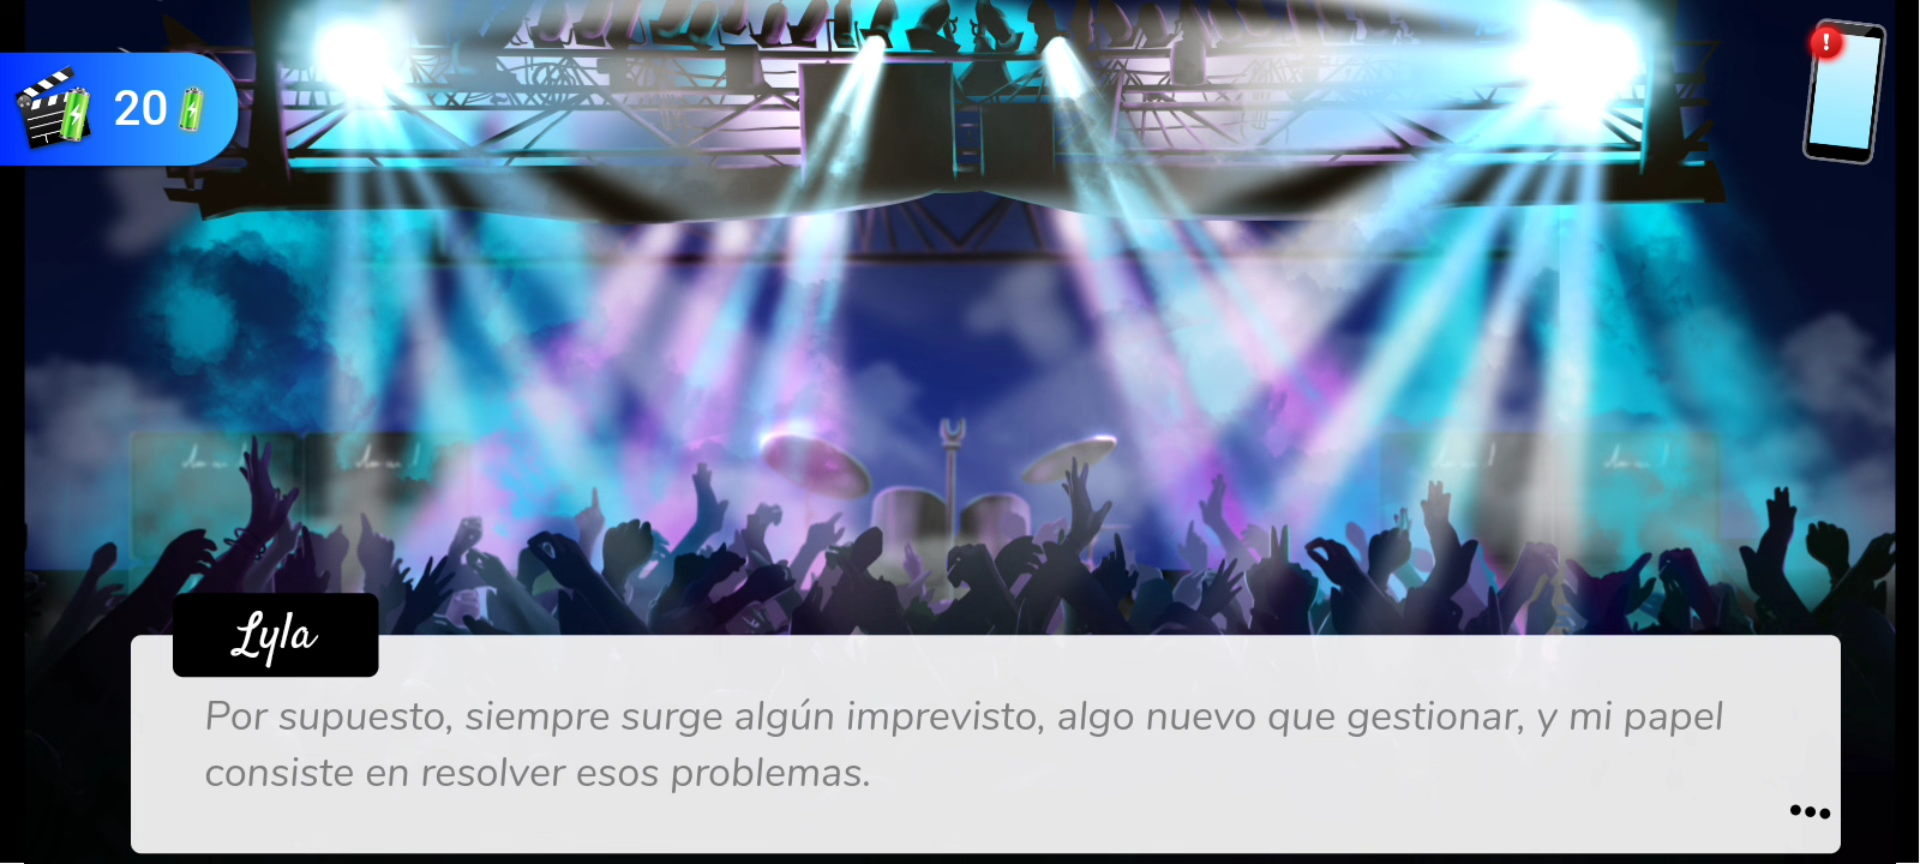 20
!
Lyla
Por supuesto, siempre surge algún imprevisto, algo nuevo que gestionar, y mi papel
consiste en resolver esos problemas.